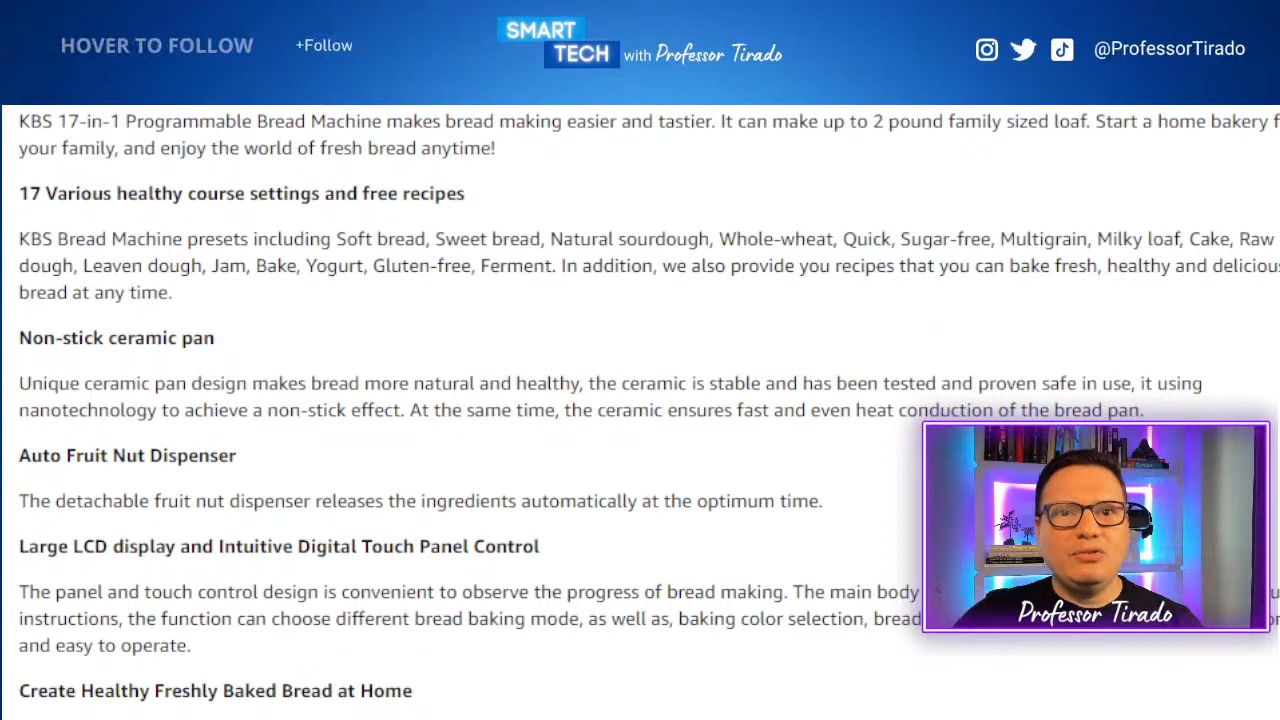 HOVER TO FOLLOW
+Follow
SMART
TECH with Professor Tirado
@ProfessorTirado
KBS 17-in-1 Programmable Bread Machine makes bread making easier and tastier. It can make up to 2 pound family sized loaf. Start a home bakery f
your family, and enjoy the world of fresh bread anytime!
17 Various healthy course settings and free recipes
KBS Bread Machine presets including Soft bread, Sweet bread, Natural sourdough, Whole-wheat, Quick, Sugar-free, Multigrain, Milky loaf, Cake, Raw
dough, Leaven dough, Jam, Bake, Yogurt, Gluten-free, Ferment. In addition, we also provide you recipes that you can bake fresh, healthy and deliciou
bread at any time.
Non-stick ceramic pan
Unique ceramic pan design makes bread more natural and healthy, the ceramic is stable and has been tested and proven safe in use, it using
nanotechnology to achieve a non-stick effect. At the same time, the ceramic ensures fast and even heat conduction of the bread pan.
Auto Fruit Nut Dispenser
The detachable fruit nut dispenser releases the ingredients automatically at the optimum time.
Large LCD display and Intuitive Digital Touch Panel Control
The panel and touch control design is convenient to observe the progress of bread making. The main body
instructions, the function can choose different bread baking mode, as well as, baking color selection, bread
and easy to operate.
Professor Tirado
Create Healthy Freshly Baked Bread at Home